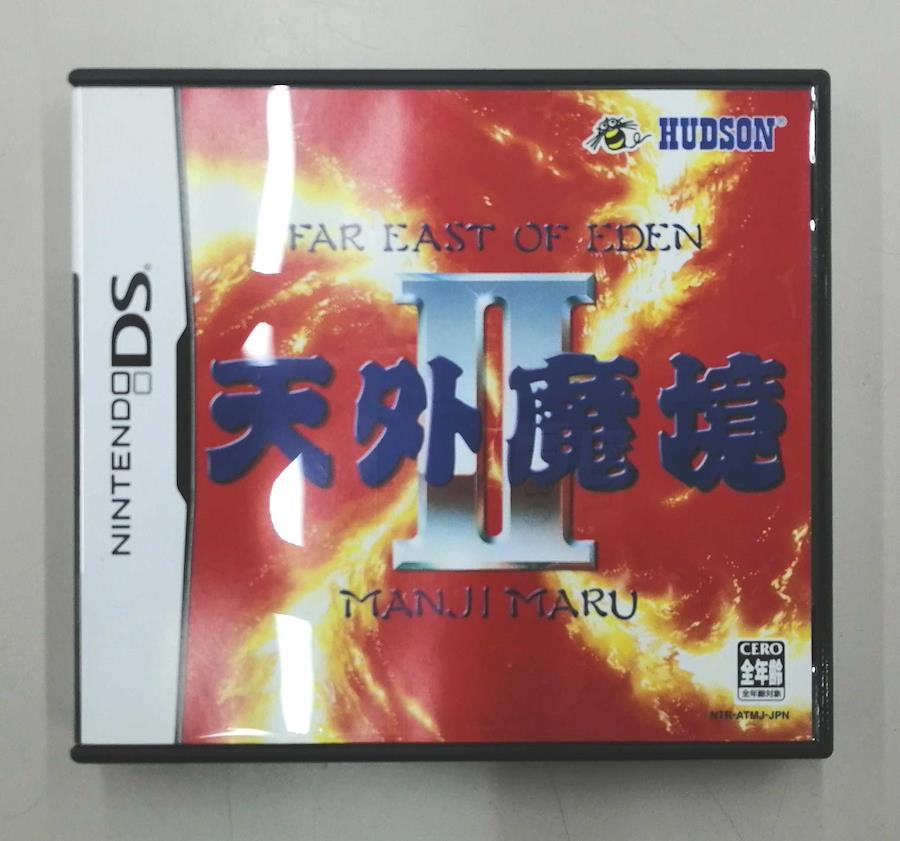 HUDSON®
FAR EAST OF EDEN
II
天外魔境
MANJI MARU
NINTENDO DS®
CERO
全年齢
全年齢対象
NTR-ATMJ-JPN